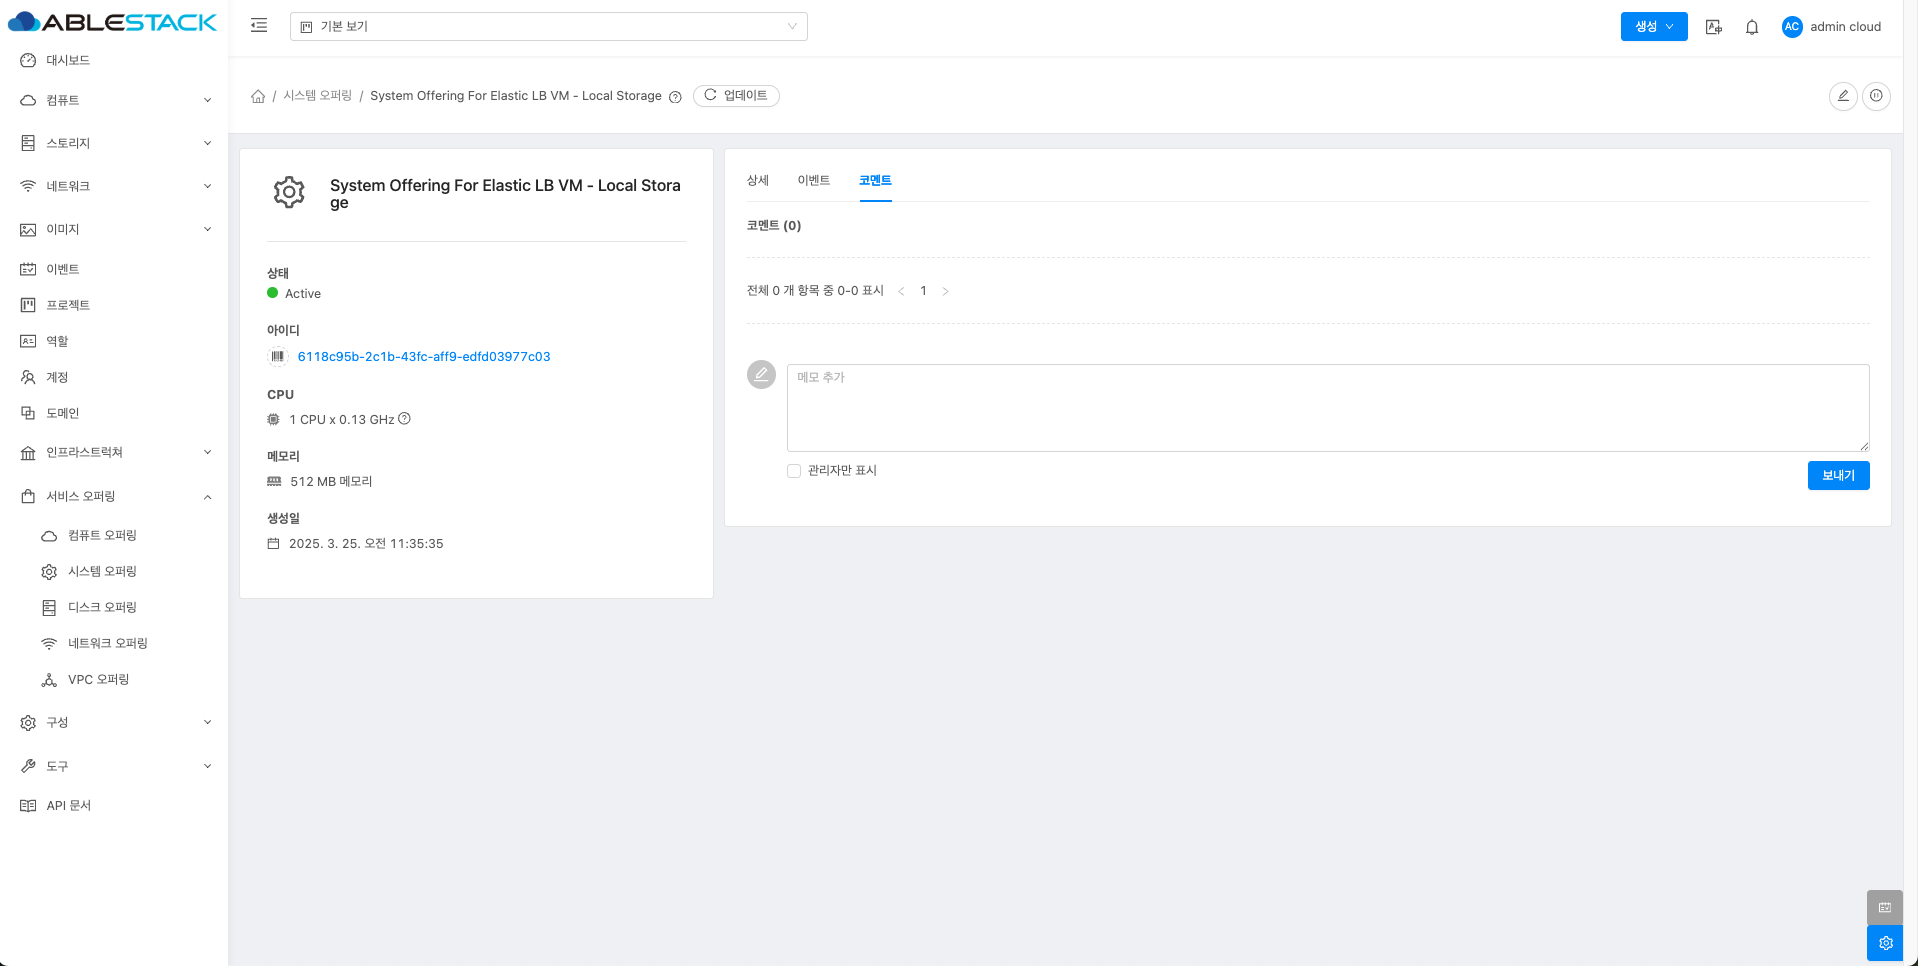 ABLESTACK
기본 보기
생성
AC
admin cloud
대시보드
컴퓨트
스토리지
네트워크
이미지
이벤트
프로젝트
역할
계정
도메인
인프라스트럭쳐
서비스 오퍼링
컴퓨트 오퍼링
시스템 오퍼링
디스크 오퍼링
네트워크 오퍼링
VPC 오퍼링
구성
도구
API 문서
/ 시스템 오퍼링 / System Offering For Elastic LB VM - Local Storage
업데이트
System Offering For Elastic LB VM - Local Stora
ge
상태
Active
아이디
6118c95b-2c1b-43fc-aff9-edfd03977c03
CPU
1 CPU x 0.13 GHz
메모리
512 MB 메모리
생성일
2025. 3. 25. 오전 11:35:35
상세 이벤트 코멘트
코멘트 (0)
전체 0 개 항목 중 0-0 표시 < 1 >
메모 추가
관리자만 표시
보내기